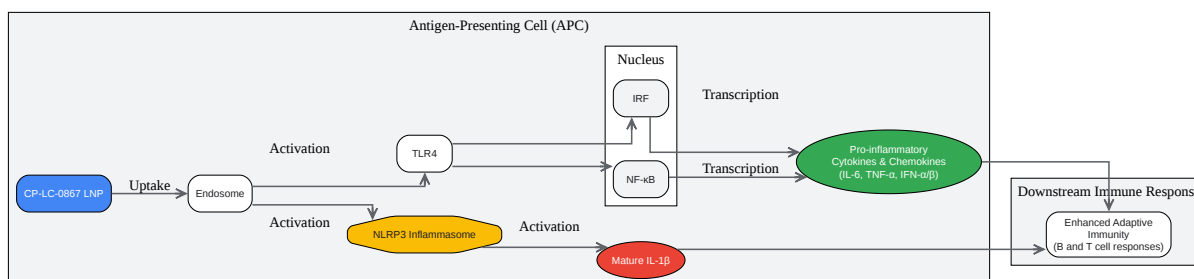 Antigen-Presenting Cell (APC)
Nucleus
IRF
Transcription
Activation
TLR4
Pro-inflammatory
Cytokines & Chemokines
(IL-6, TNF-α, IFN-α/β)
NF-κB
Transcription
CP-LC-0867 LNP
Uptake
Endosome
Downstream Immune Respons
Activation
NLRP3 Inflammasome
Activation
Mature IL-1β
Enhanced Adaptive
Immunity
(B and T cell responses)